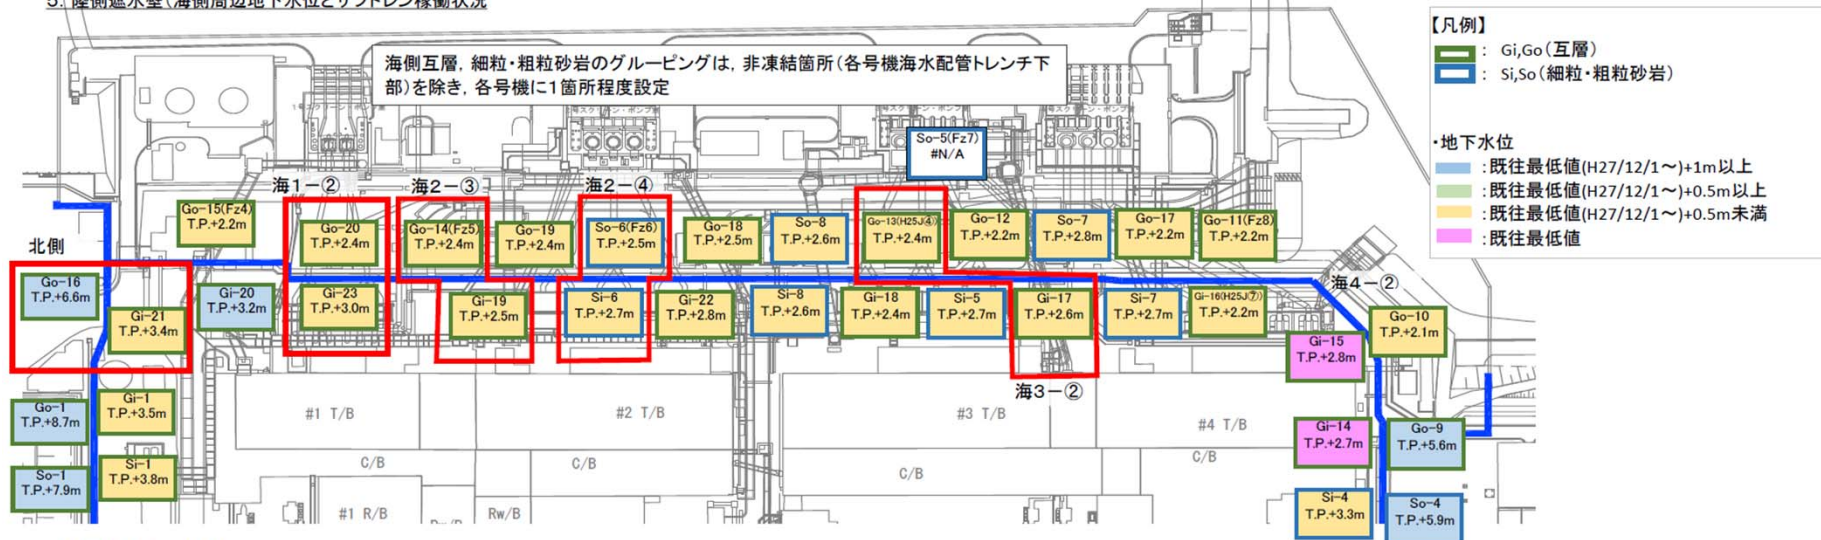 5. 陸側遮水壁(海側周辺地下水位とサブドレン稼働状況
海側互層，細粒・粗粒砂岩のグルーピングは，非凍結箇所(各号機海水配管トレンチ下
部)を除き，各号機に1箇所程度設定
【凡例】
: Gi,Go(互層)
: Si,So(細粒・粗粒砂岩)
・地下水位
:既往最低値(H27/12/1～)+1m以上
:既往最低値(H27/12/1～)+0.5m以上
:既往最低値(H27/12/1～)+0.5m未満
:既往最低値
So-5(Fz7)
#N/A
海1-②
海2-③
海2-④
Go-15(Fz4)
T.P.+2.2m
Go-20
T.P.+2.4m
Go-14(Fz5)
T.P.+2.4m
Go-19
T.P.+2.4m
So-6(Fz6)
T.P.+2.5m
Go-18
T.P.+2.5m
So-8
T.P.+2.6m
Go-13(H25J④)
T.P.+2.4m
Go-12
T.P.+2.2m
So-7
T.P.+2.8m
Go-17
T.P.+2.2m
Go-11(Fz8)
T.P.+2.2m
北側
Go-16
T.P.+6.6m
Gi-21
T.P.+3.4m
Gi-20
T.P.+3.2m
Gi-23
T.P.+3.0m
Gi-19
T.P.+2.5m
Si-6
T.P.+2.7m
Gi-22
T.P.+2.8m
Si-8
T.P.+2.6m
Gi-18
T.P.+2.4m
Si-5
T.P.+2.7m
Gi-17
T.P.+2.6m
Si-7
T.P.+2.7m
Gi-16(H25J⑦)
T.P.+2.2m
海4-②
Go-10
T.P.+2.1m
Gi-15
T.P.+2.8m
海3-②
Go-1
T.P.+8.7m
Gi-1
T.P.+3.5m
#1 T/B
#2 T/B
#3 T/B
#4 T/B
Gi-14
T.P.+2.7m
Go-9
T.P.+5.6m
So-1
T.P.+7.9m
Si-1
T.P.+3.8m
C/B
C/B
C/B
C/B
#1 R/B
Rw/B
Si-4
T.P.+3.3m
So-4
T.P.+5.9m